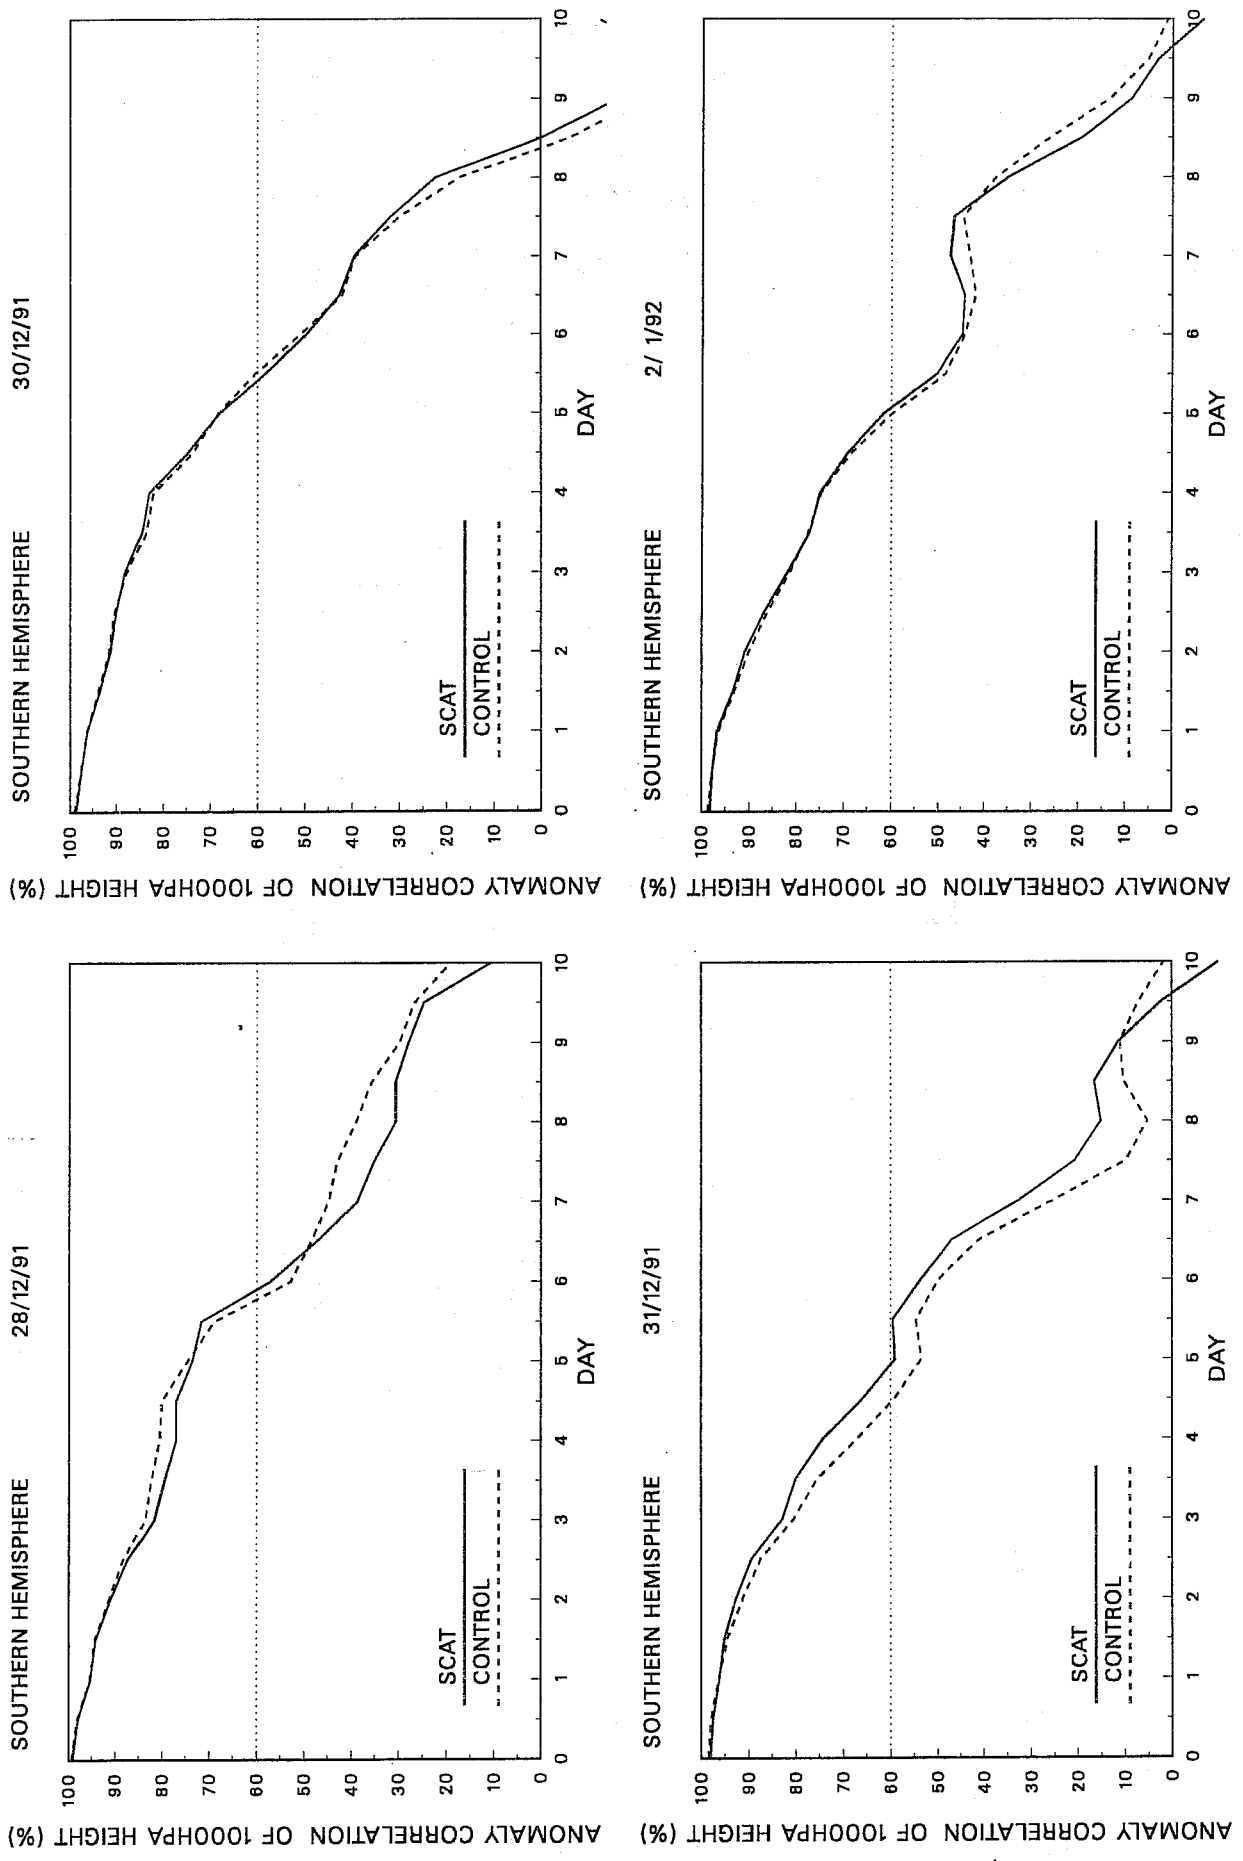 SOUTHERN HEMISPHERE 28/12/91
ANOMALY CORRELATION OF 1000HPA HEIGHT (%)
100
90
80
70
60
50
40
30
20
10
0
SCAT
CONTROL
0 1 2 3 4 5 6 7 8 9 10
DAY
SOUTHERN HEMISPHERE 30/12/91
ANOMALY CORRELATION OF 1000HPA HEIGHT (%)
100
90
80
70
60
50
40
30
20
10
0
SCAT
CONTROL
0 1 2 3 4 5 6 7 8 9 10
DAY
SOUTHERN HEMISPHERE 31/12/91
ANOMALY CORRELATION OF 1000HPA HEIGHT (%)
100
90
80
70
60
50
40
30
20
10
0
SCAT
CONTROL
0 1 2 3 4 5 6 7 8 9 10
DAY
SOUTHERN HEMISPHERE 2/ 1/92
ANOMALY CORRELATION OF 1000HPA HEIGHT (%)
100
90
80
70
60
50
40
30
20
10
0
SCAT
CONTROL
0 1 2 3 4 5 6 7 8 9 10
DAY